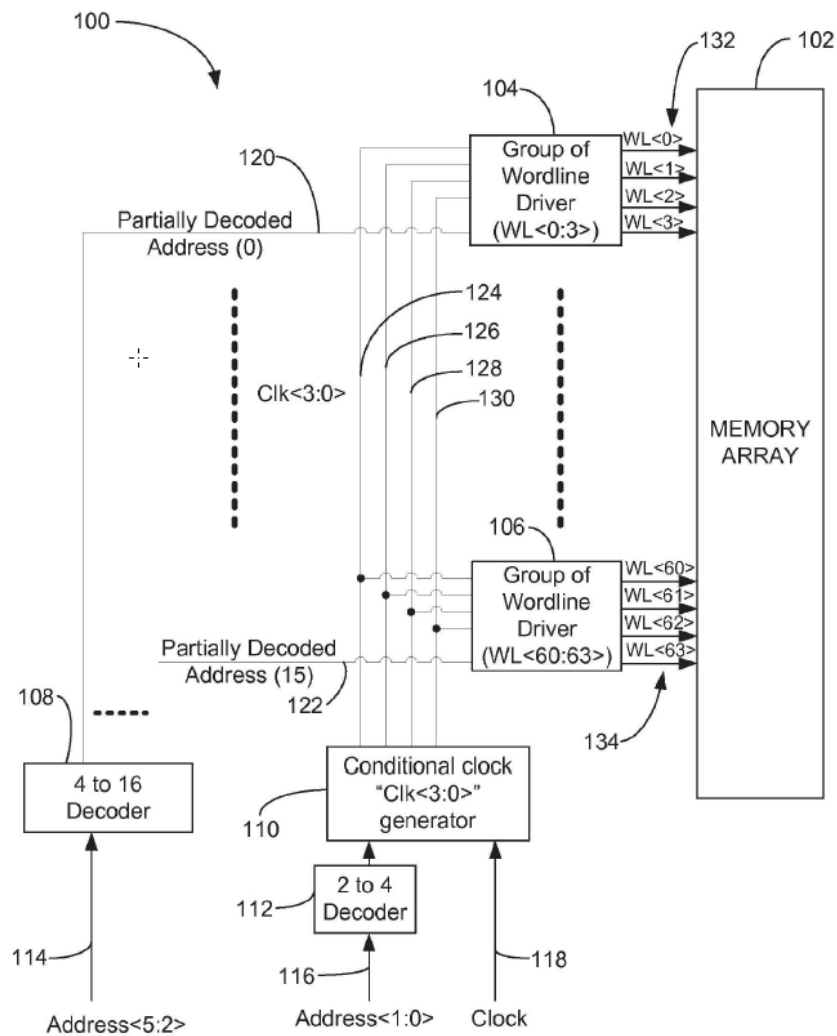 100
132
102
104
120
Group of
Wordline
Driver
(WL<0:3>)
WL<0>
WL<1>
WL<2>
WL<3>
Partially Decoded
Address (0)
124
126
128
130
Clk<3:0>
MEMORY
ARRAY
106
Group of
Wordline
Driver
(WL<60:63>)
WL<60>
WL<61>
WL<62>
WL<63>
Partially Decoded
Address (15)
122
108
134
4 to 16
Decoder
Conditional clock
“Clk<3:0>”
generator
110
2 to 4
Decoder
112
114
116
118
Address<5:2>
Address<1:0>
Clock